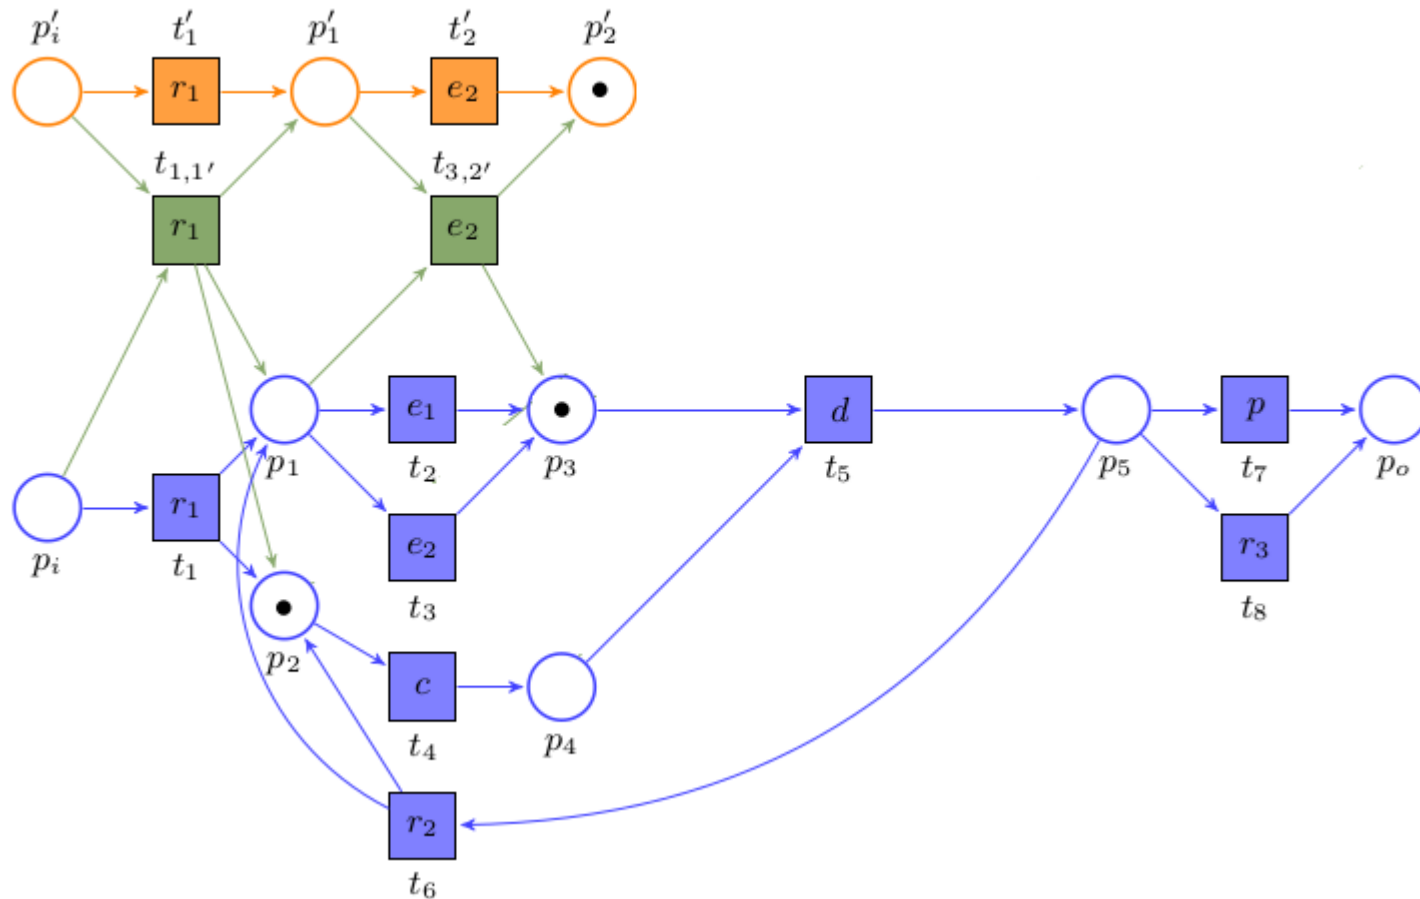 p′ᵢ t′₁ p′₁ t′₂ p′₂
r₁ e₂
t₁,₁′ t₃,₂′
r₁ e₂
e₁ d p
p₁ t₂ p₃ t₅ p₅ t₇ pₒ
r₁
pᵢ t₁ e₂ r₃
t₃ t₈
p₂
c
t₄ p₄
r₂
t₆